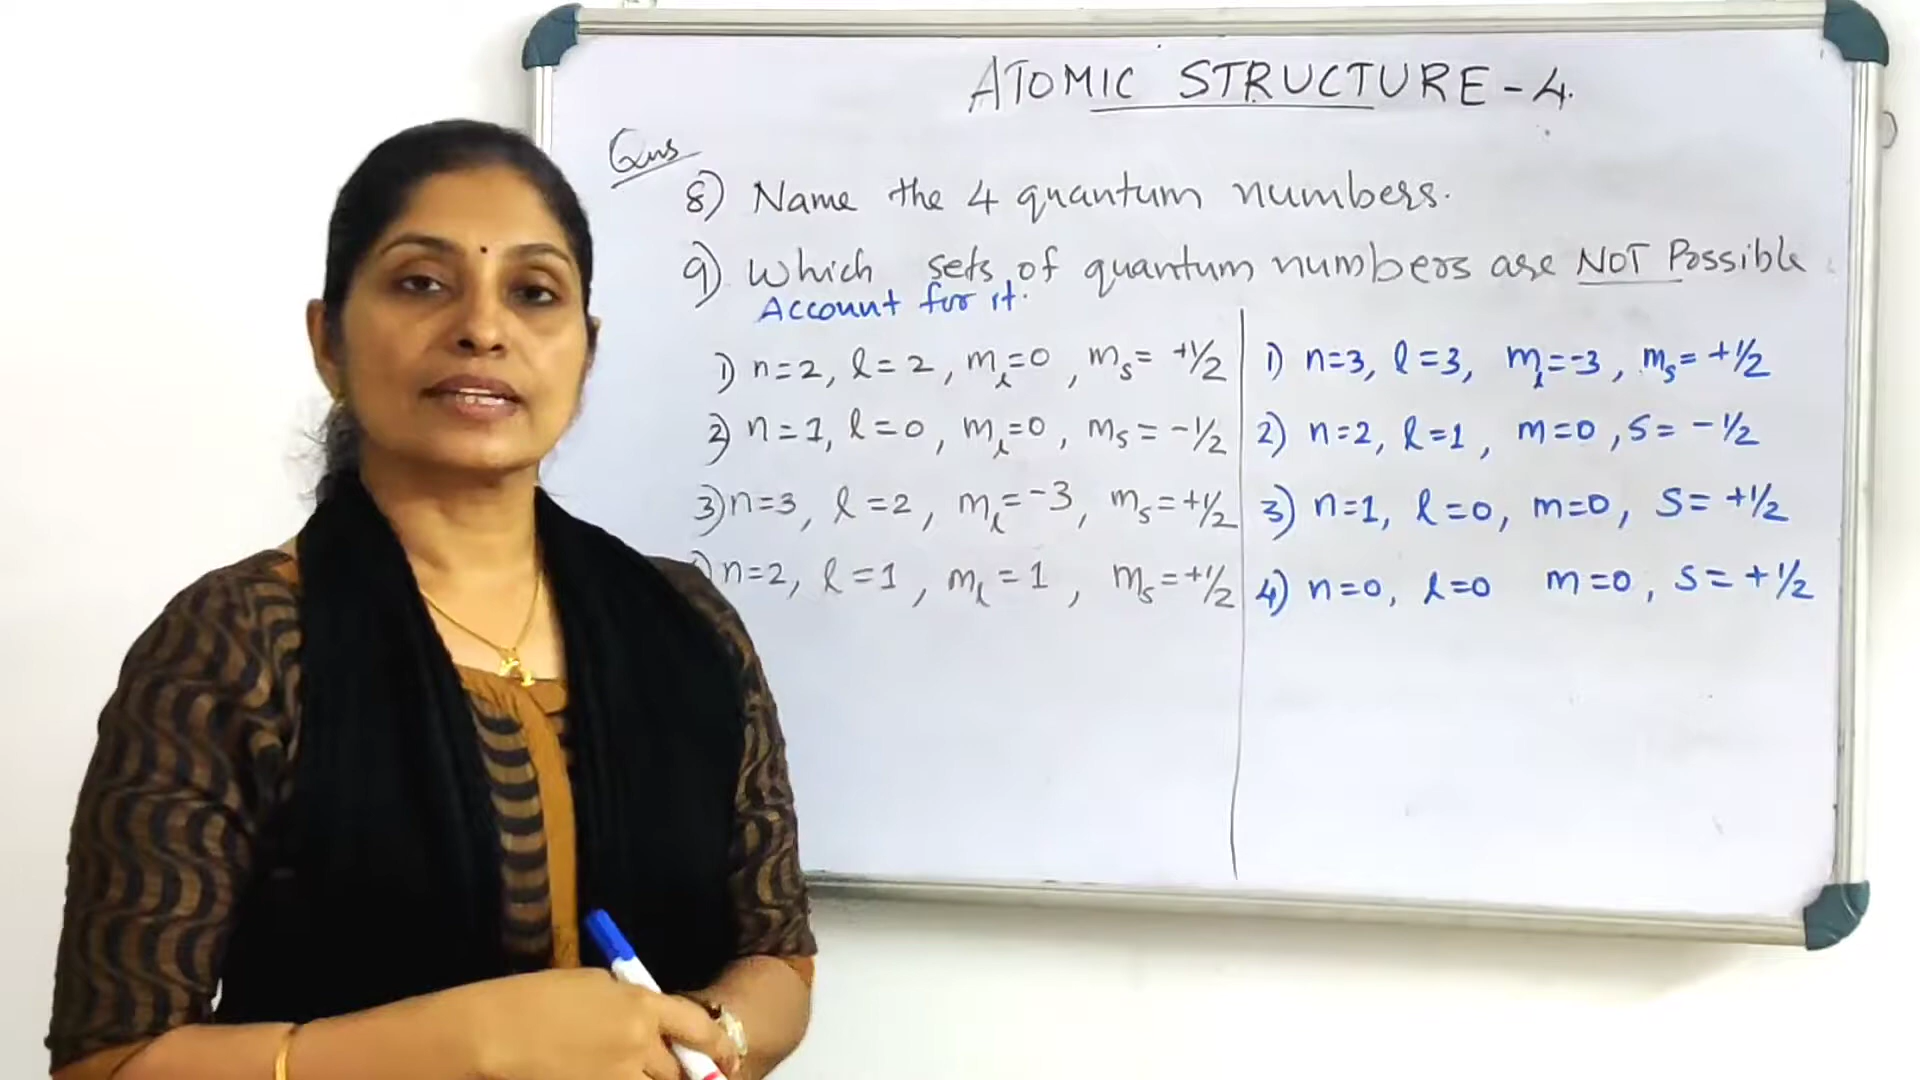 ATOMIC STRUCTURE-4.
Qns
8) Name the 4 quantum numbers.
9) Which sets of quantum numbers are NOT Possible
Account for it.
1) n=2, l=2, mₗ=0, mₛ= +1/2
2) n=1, l=0, mₗ=0, mₛ= -1/2
3) n=3, l=2, mₗ=-3, mₛ=+1/2
) n=2, l=1, mₗ=1, mₛ=+1/2
1) n=3, l=3, mₗ=-3, mₛ=+1/2
2) n=2, l=1, m=0, s= -1/2
3) n=1, l=0, m=0, s= +1/2
4) n=0, l=0 m=0, s= +1/2